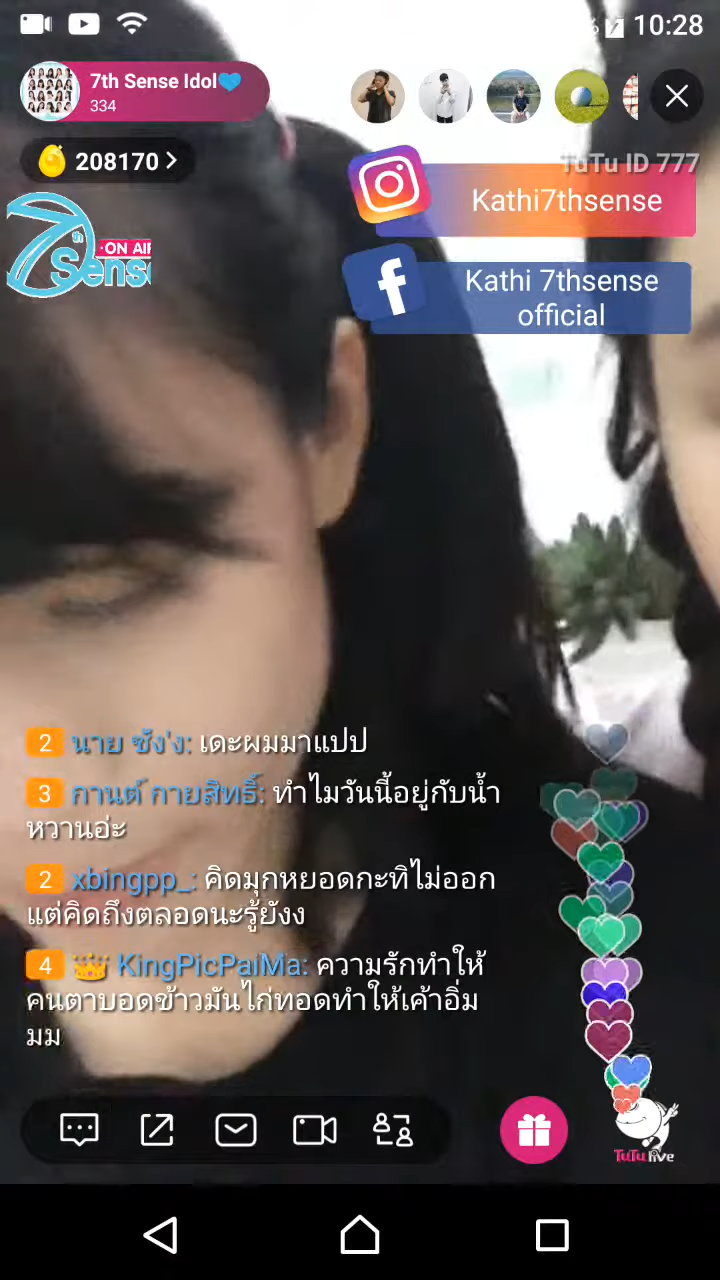 10:28
7th Sense Idol
334
208170
TuTu ID 777
Kathi7thsense
7th
ON AIR
Sense
Kathi 7thsense
official
2 นาย ซัง'ง: เดะผมมาแปป
3 กานต์ กายสิทธิ์: ทำไมวันนี้อยู่กับน้ำ
หวานอ่ะ
2 xbingpp_: คิดมุกหยอดกะทิไม่ออก
แต่คิดถึงตลอดนะรู้ยังง
4 KingPicPaiMa: ความรักทำให้
คนตาบอดข้าวมันไก่ทอดทำให้เค้าอิ่ม
มม
TuTu live